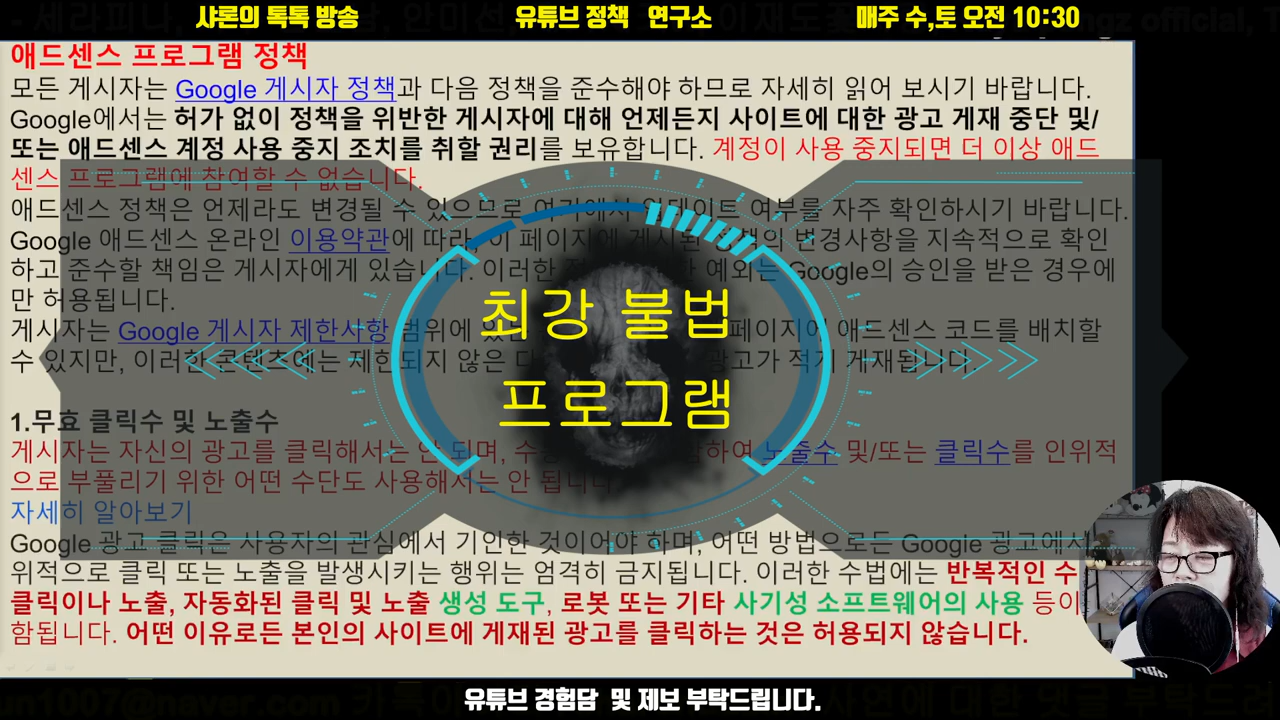 샤론의 톡톡 방송 유튜브 정책 연구소 매주 수,토 오전 10:30
애드센스 프로그램 정책
모든 게시자는 Google 게시자 정책과 다음 정책을 준수해야 하므로 자세히 읽어 보시기 바랍니다.
Google에서는 허가 없이 정책을 위반한 게시자에 대해 언제든지 사이트에 대한 광고 게재 중단 및/
또는 애드센스 계정 사용 중지 조치를 취할 권리를 보유합니다. 계정이 사용 중지되면 더 이상 애드
센스 프로그램에 참여할 수 없습니다.
애드센스 정책은 언제라도 변경될 수 있으므로 여기에서 업데이트 여부를 자주 확인하시기 바랍니다.
Google 애드센스 온라인 이용약관에 따라, 이 페이지에 게시된 정책의 변경사항을 지속적으로 확인
하고 준수할 책임은 게시자에게 있습니다. 이러한 예외는 Google의 승인을 받은 경우에
만 허용됩니다.
최강 불법
게시자는 Google 게시자 제한사항 범위에 있는 페이지에 애드센스 코드를 배치할
수 있지만, 이러한 콘텐츠에는 제한되지 않은 광고가 적게 게재됩니다.
프로그램
1.무효 클릭수 및 노출수
게시자는 자신의 광고를 클릭해서는 안 되며, 노출수 및/또는 클릭수를 인위적
으로 부풀리기 위한 어떤 수단도 사용해서는 안 됩니다.
자세히 알아보기
Google 광고 클릭은 사용자의 관심에서 기인한 것이어야 하며, 어떤 방법으로든 Google 광고에서
위적으로 클릭 또는 노출을 발생시키는 행위는 엄격히 금지됩니다. 이러한 수법에는 반복적인 수
클릭이나 노출, 자동화된 클릭 및 노출 생성 도구, 로봇 또는 기타 사기성 소프트웨어의 사용 등이
함됩니다. 어떤 이유로든 본인의 사이트에 게재된 광고를 클릭하는 것은 허용되지 않습니다.
유튜브 경험담 및 제보 부탁드립니다.